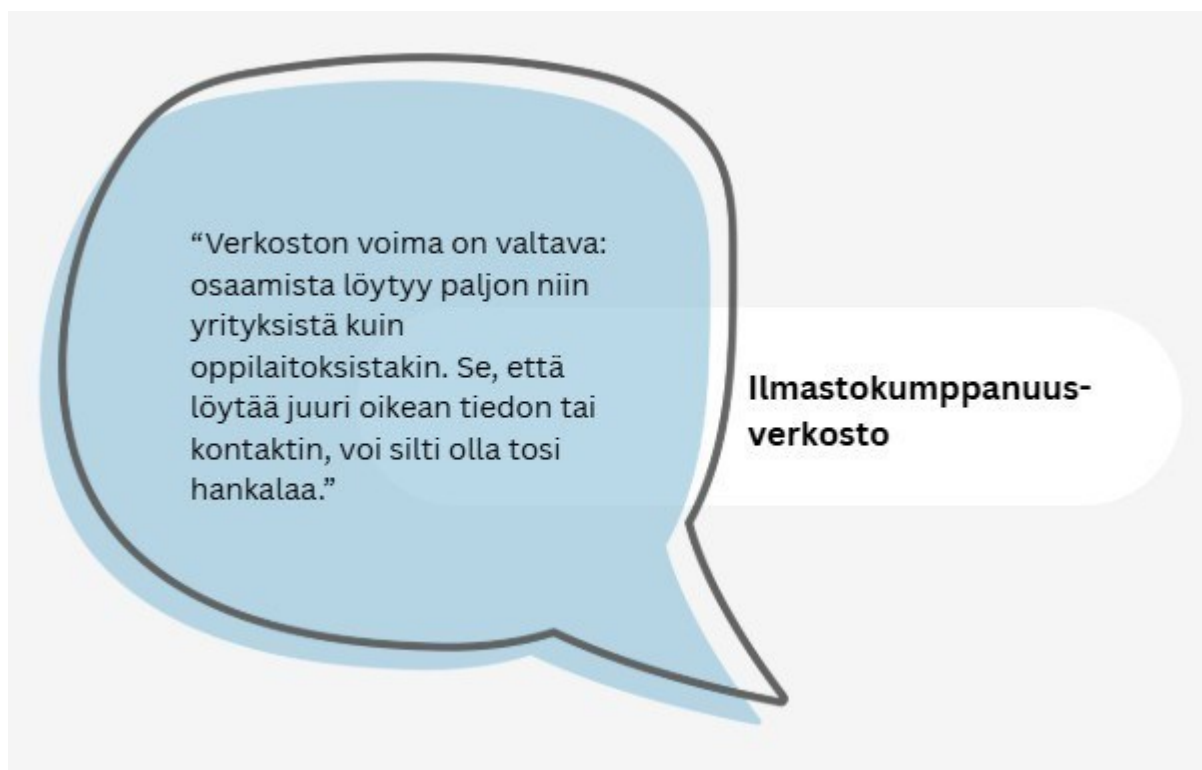 “Verkoston voima on valtava:
osaamista löytyy paljon niin
yrityksistä kuin
oppilaitoksistakin. Se, että
löytää juuri oikean tiedon tai
kontaktin, voi silti olla tosi
hankalaa.”
Ilmastokumppanuus-
verkosto